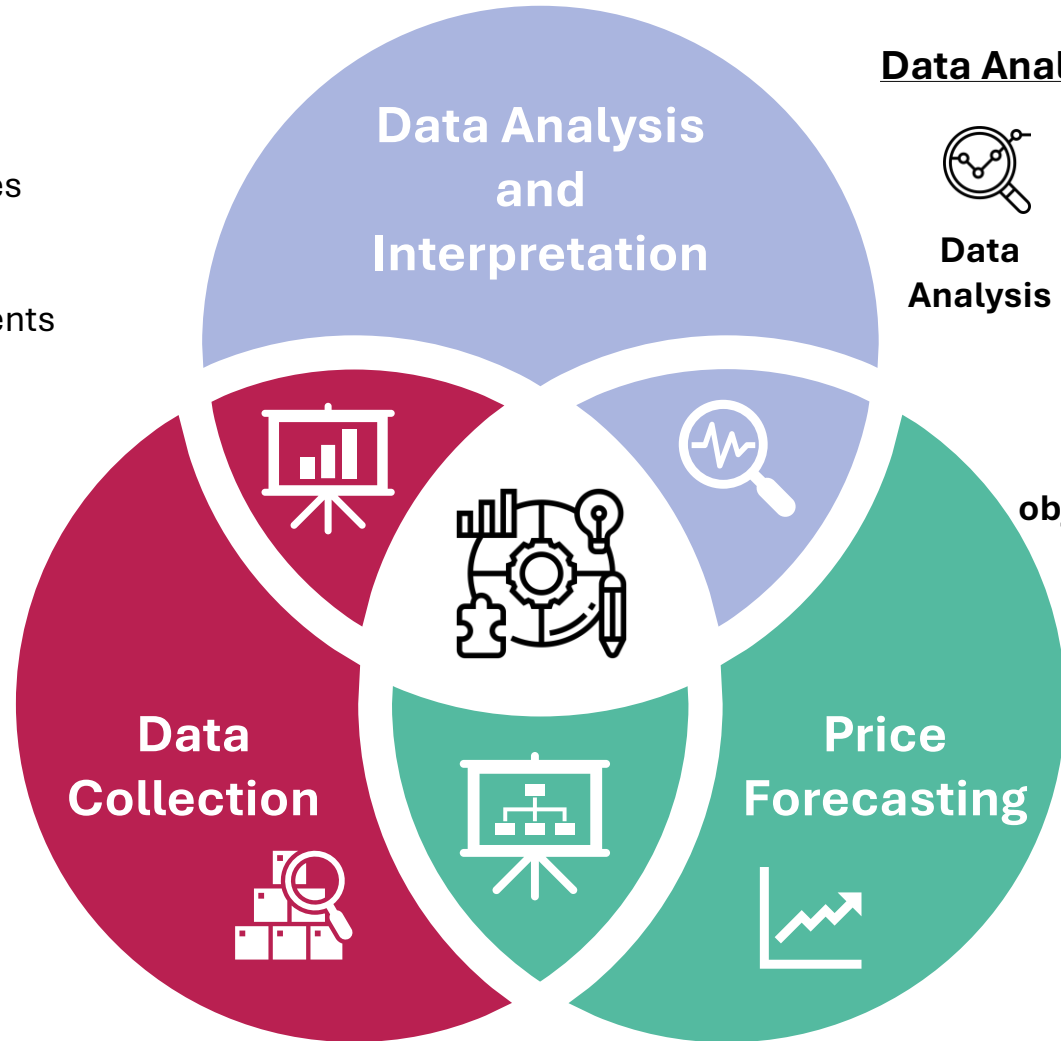 Data Anal
Data Analysis
and
Interpretation
es
Data
Analysis
ents
ob
Data
Collection
Price
Forecasting